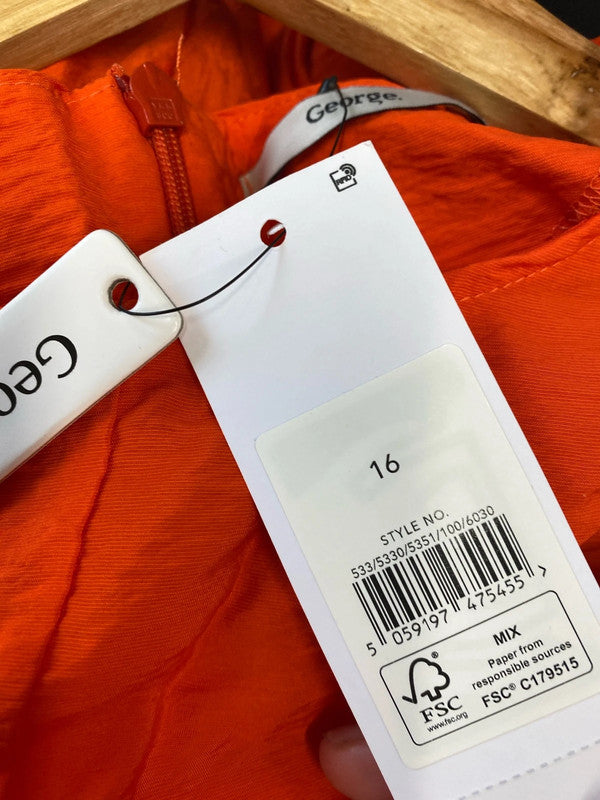 George.
Geo
16
STYLE NO.
533/5330/5351/100/6030
5 059197 475455 >
MIX
Paper from
responsible sources
FSC® C179515
FSC
www.fsc.org